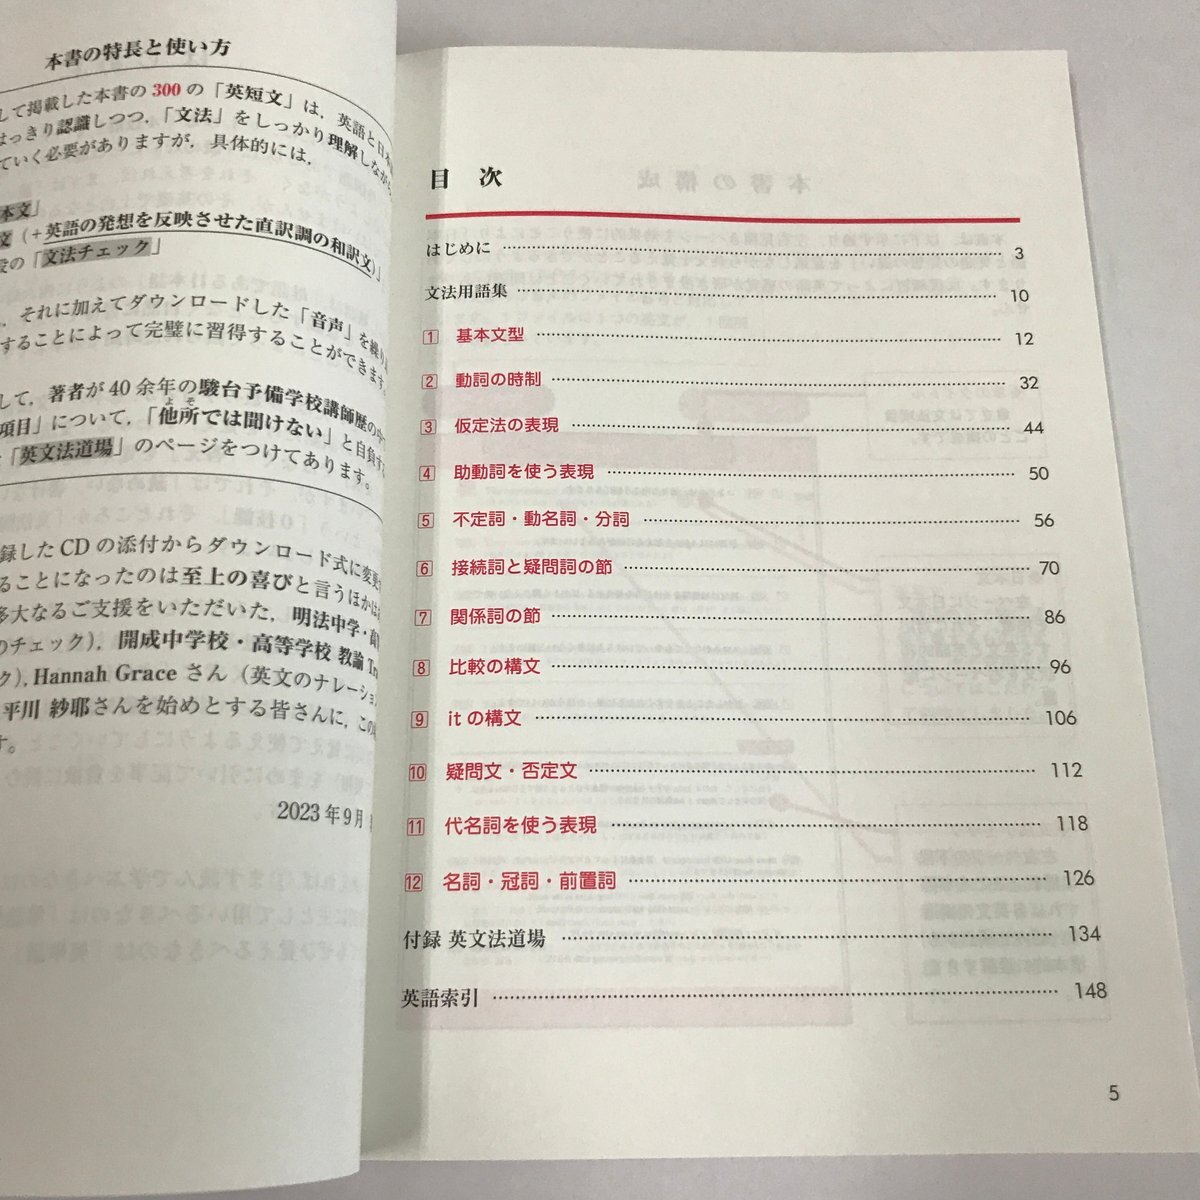 本書の特長と使い方
して掲載した本書の300の「英短文」は，英語と日本
はっきり認識しつつ，「文法」をしっかり理解しながら
ていく必要がありますが，具体的には，
本文」
文（+英語の発想を反映させた直訳調の和訳文）」
段の「文法チェック」
，それに加えてダウンロードした「音声」を繰り
することによって完璧に習得することができます。
して，著者が40余年の駿台予備学校講師歴の中
項目」について，「他所では聞けない」と自負す
よそ
「英文法道場」のページをつけてあります。
録したCDの添付からダウンロード式に変更
ることになったのは至上の喜びと言うほかは
多大なるご支援をいただいた，明法中学・高
のチェック），開成中学校・高等学校 教諭 Tr
ク），Hannah Grace さん（英文のナレーショ
平川 紗耶さんを始めとする皆さんに，この
す。
2023年9月
目 次
はじめに 3
文法用語集 10
1 基本文型 12
2 動詞の時制 32
3 仮定法の表現 44
4 助動詞を使う表現 50
5 不定詞・動名詞・分詞 56
6 接続詞と疑問詞の節 70
7 関係詞の節 86
8 比較の構文 96
9 itの構文 106
10 疑問文・否定文 112
11 代名詞を使う表現 118
12 名詞・冠詞・前置詞 126
付録 英文法道場 134
英語索引 148
5